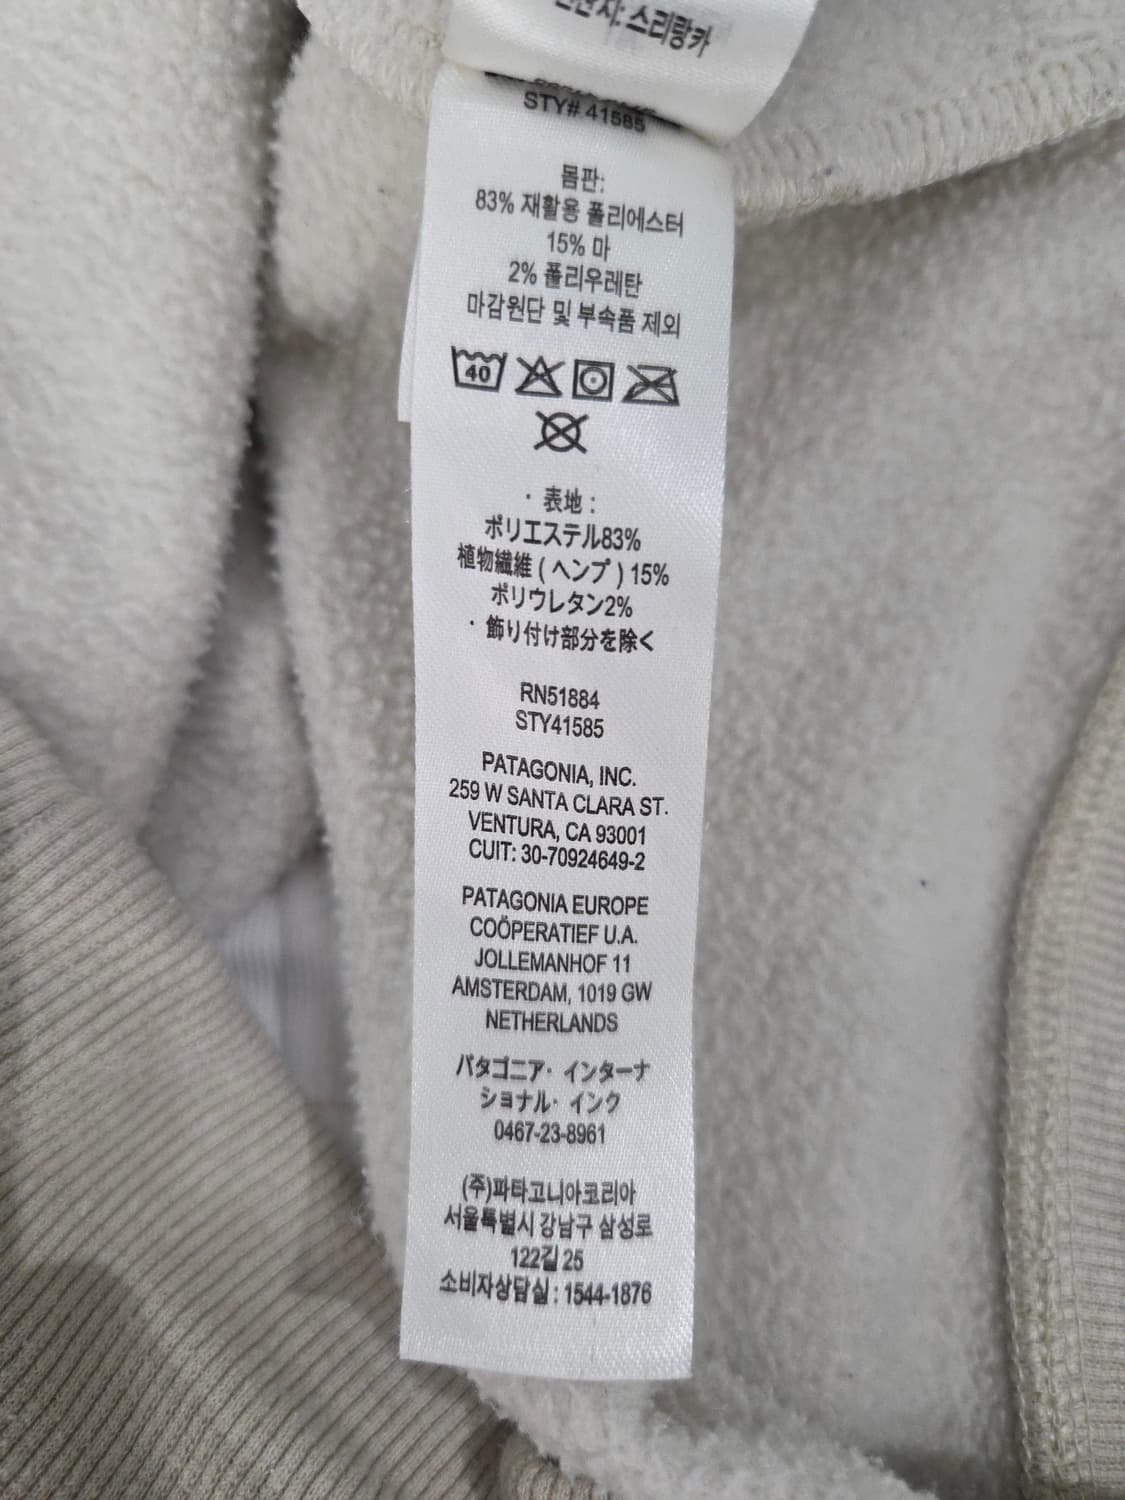 스리랑카
STY# 41585
몸판:
83% 재활용 폴리에스터
15% 마
2% 폴리우레탄
마감원단 및 부속품 제외
40
・表地：
ポリエステル83%
植物繊維 ( ヘンプ ) 15%
ポリウレタン2%
・飾り付け部分を除く
RN51884
STY41585
PATAGONIA, INC.
259 W SANTA CLARA ST.
VENTURA, CA 93001
CUIT: 30-70924649-2
PATAGONIA EUROPE
COÖPERATIEF U.A.
JOLLEMANHOF 11
AMSTERDAM, 1019 GW
NETHERLANDS
パタゴニア・インターナ
ショナル・インク
0467-23-8961
(주)파타고니아코리아
서울특별시 강남구 삼성로
122길 25
소비자상담실 : 1544-1876